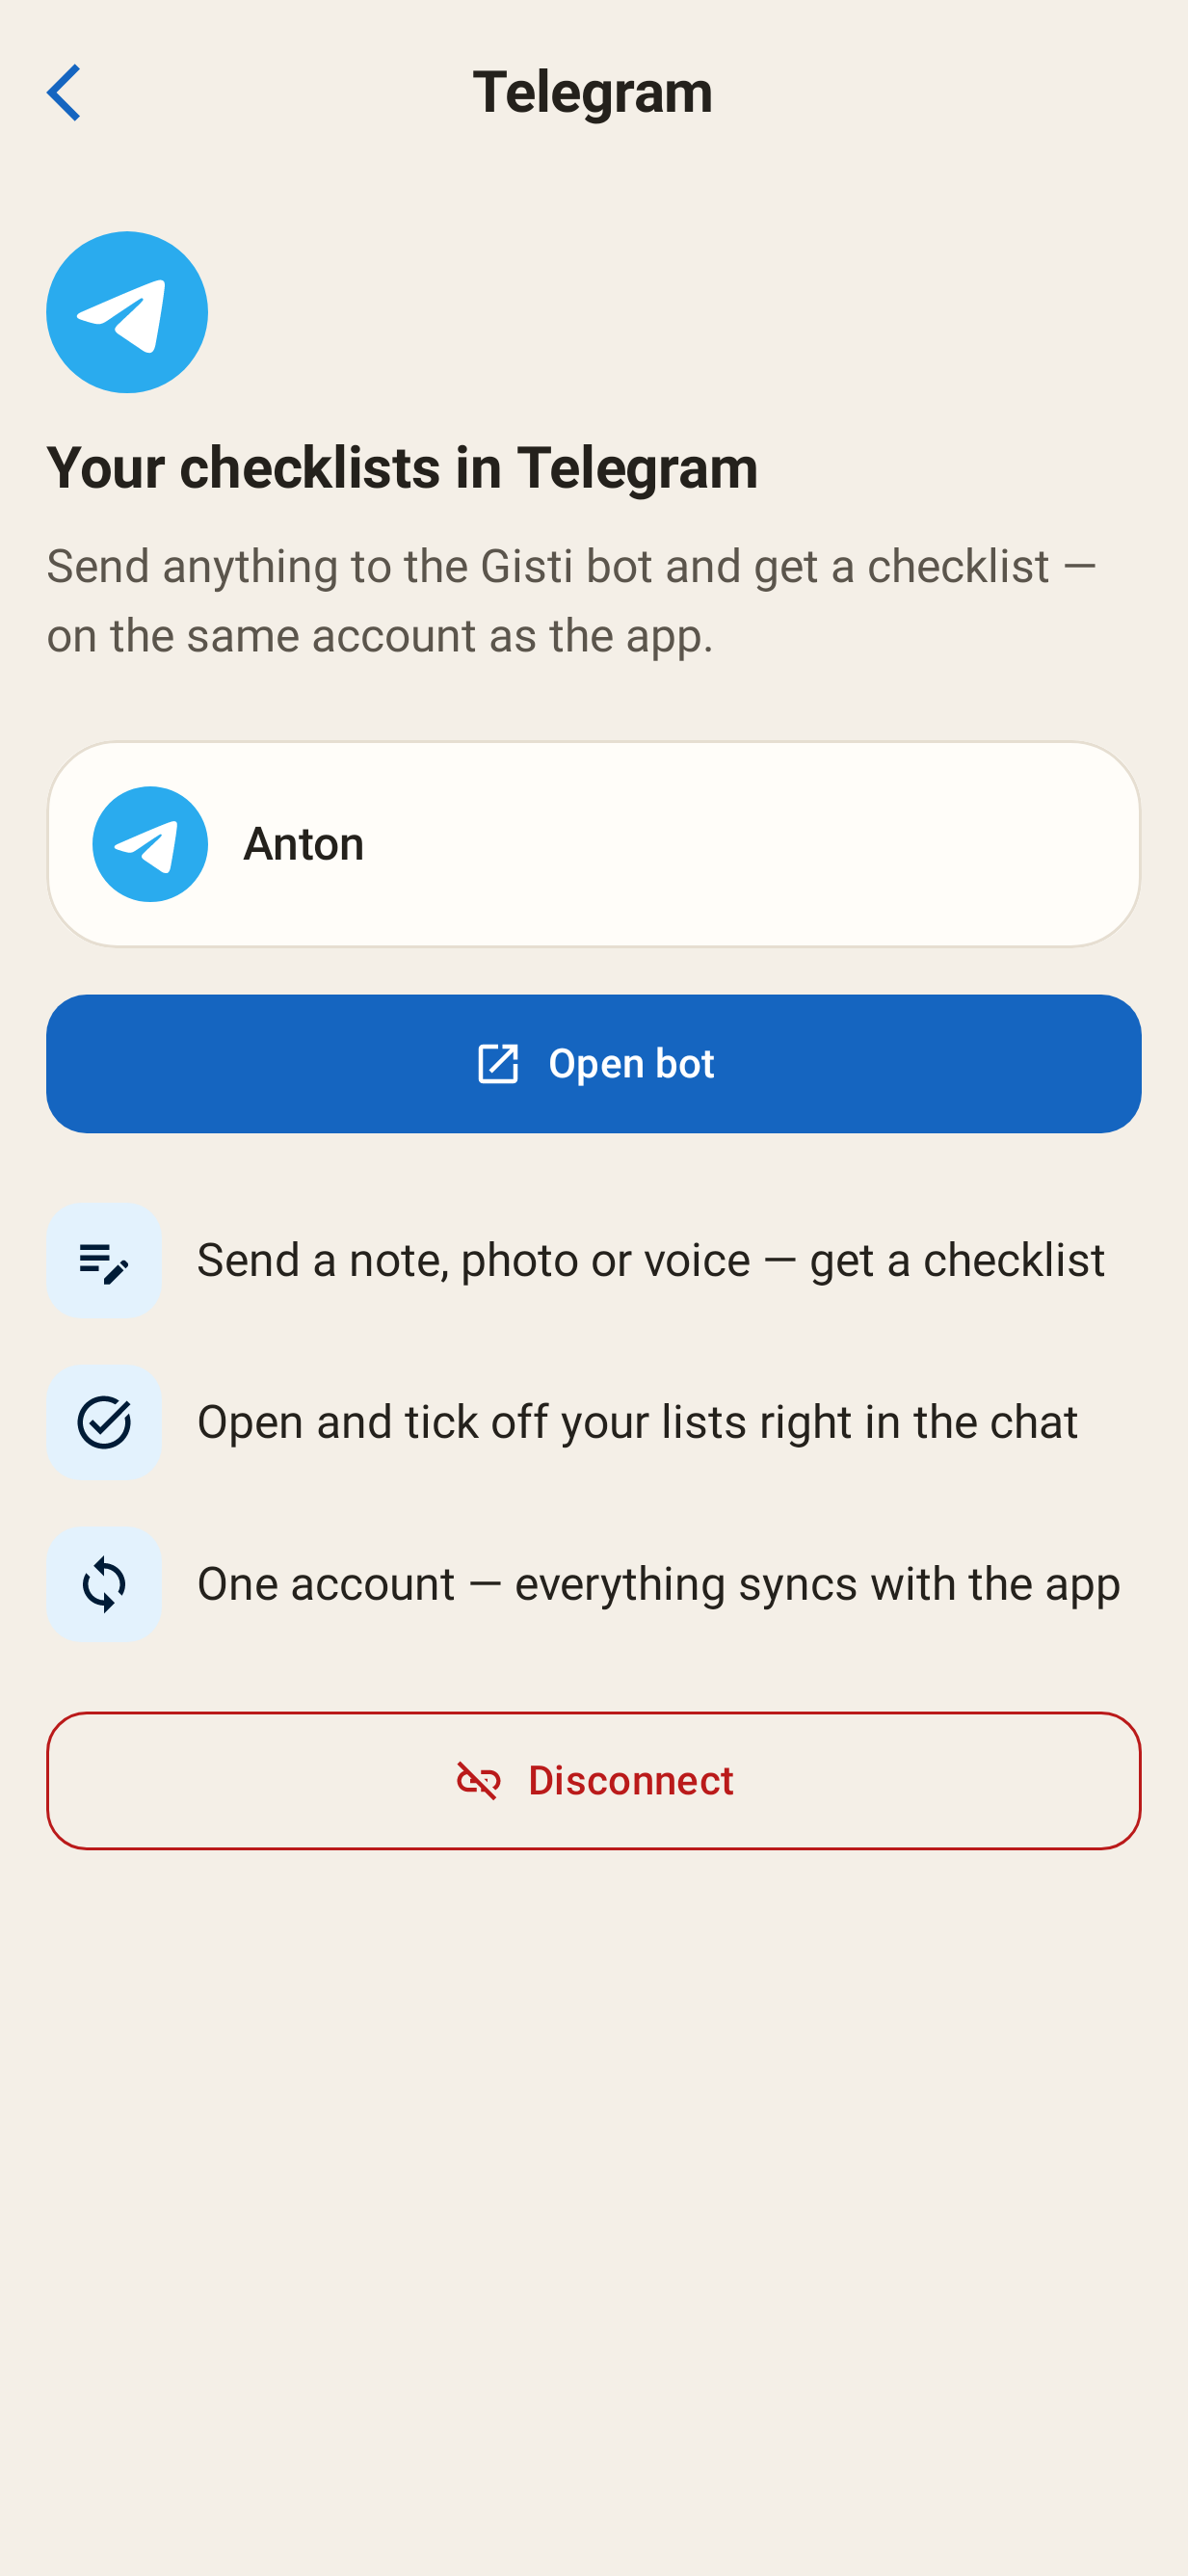 Telegram
Your checklists in Telegram
Send anything to the Gisti bot and get a checklist —
on the same account as the app.
Anton
Open bot
Send a note, photo or voice — get a checklist
Open and tick off your lists right in the chat
One account — everything syncs with the app
Disconnect